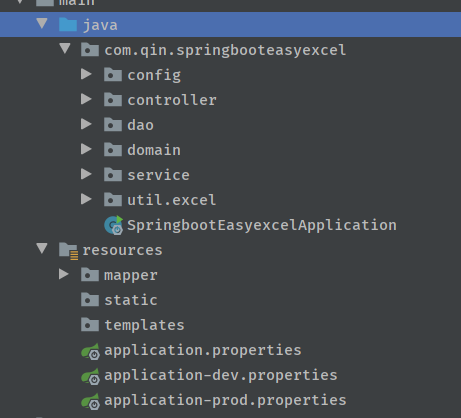 main
java
com.qin.springbooteasyexcel
config
controller
dao
domain
service
util.excel
SpringbootEasyexcelApplication
resources
mapper
static
templates
application.properties
application-dev.properties
application-prod.properties